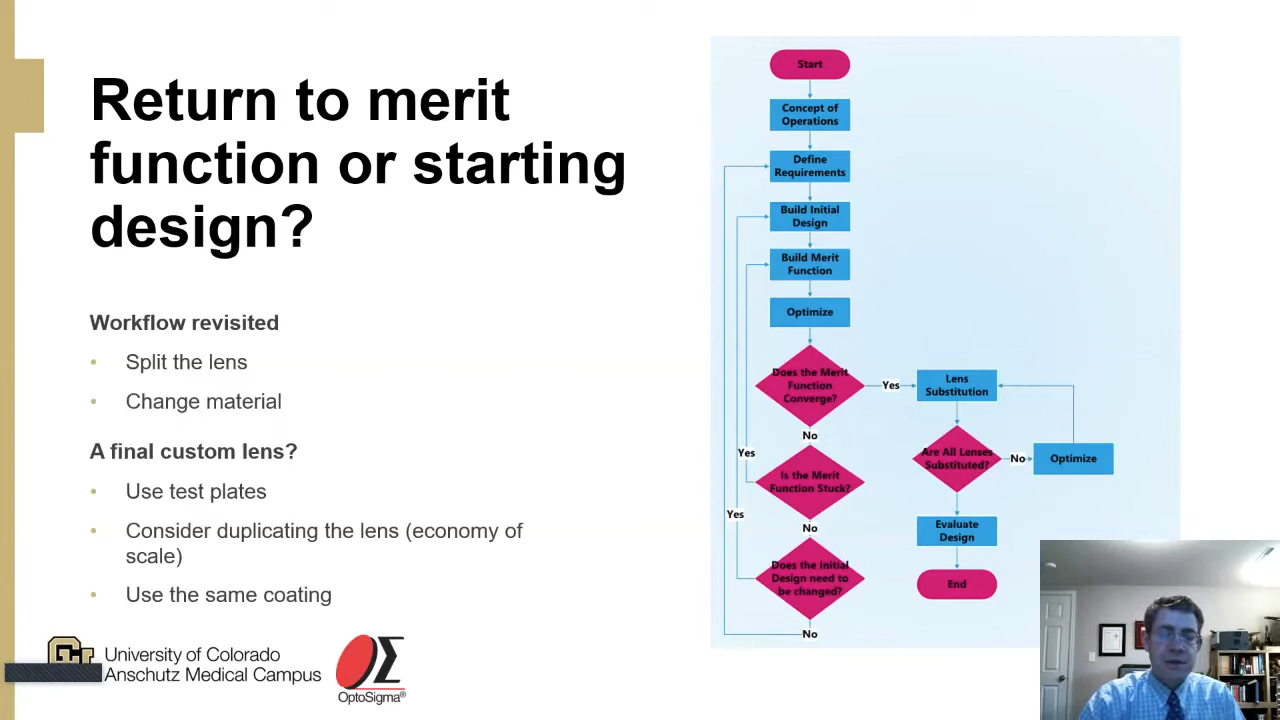 Return to merit
function or starting
design?
Workflow revisited
• Split the lens
• Change material
A final custom lens?
• Use test plates
• Consider duplicating the lens (economy of
scale)
• Use the same coating
University of Colorado
Anschutz Medical Campus
OΣ
OptoSigma®
Start
Concept of
Operations
Define
Requirements
Build Initial
Design
Build Merit
Function
Optimize
Does the Merit
Function
Converge?
Yes
Lens
Substitution
No
Are All Lenses
Substituted?
No
Optimize
Yes
Is the Merit
Function Stuck?
Yes
No
Evaluate
Design
Does the Initial
Design need to
be changed?
End
No